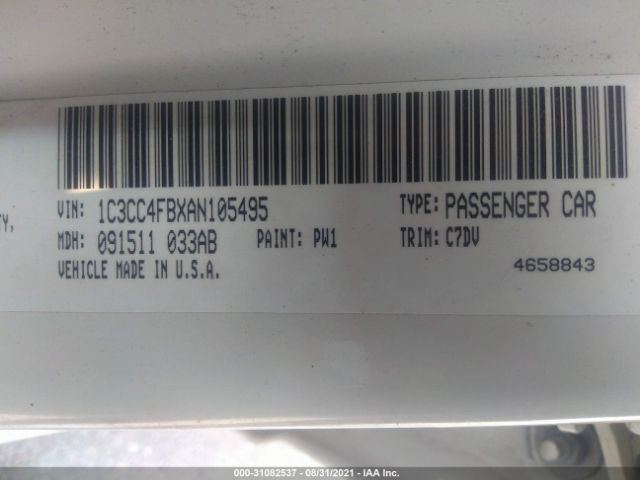 TY,
VIN: 1C3CC4FBXAN105495 TYPE: PASSENGER CAR
MDH: 091511 033AB PAINT: PW1 TRIM: C7DV
VEHICLE MADE IN U.S.A. 4658843
000-31082537 - 08/31/2021 - IAA Inc.